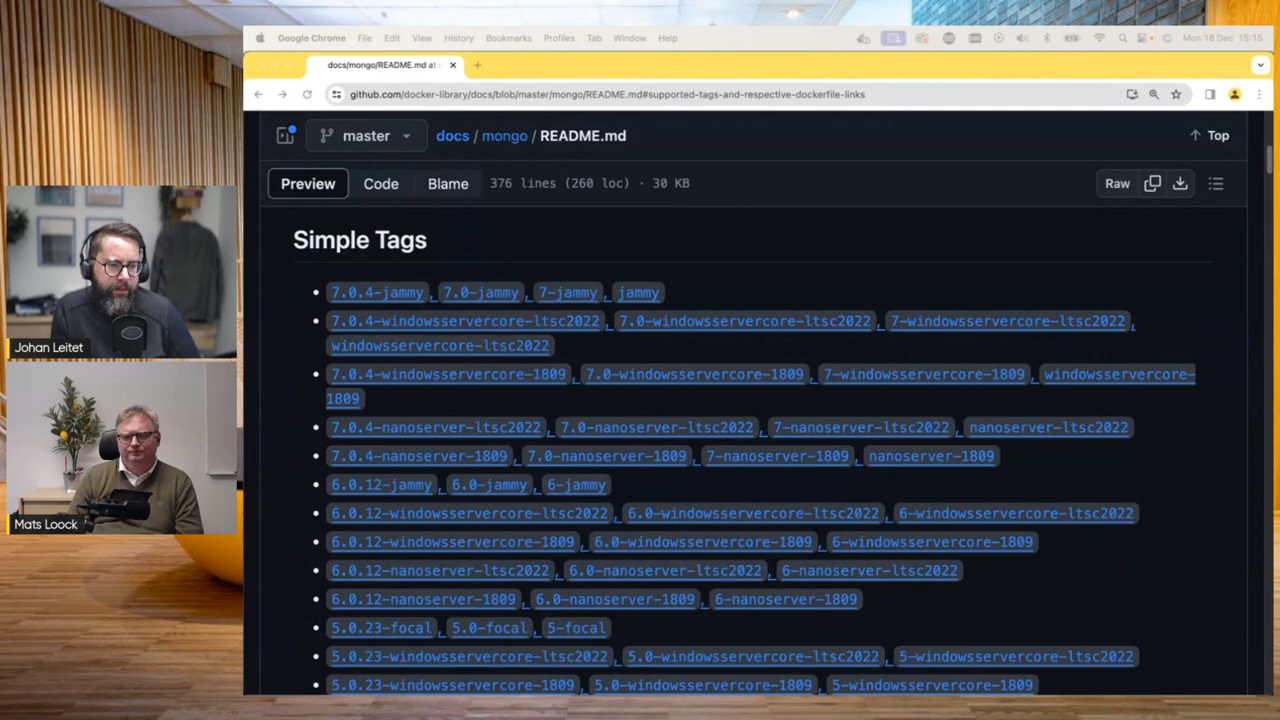 Google Chrome File Edit View History Bookmarks Profiles Tab Window Help Mon 18 Dec 15:15
docs/mongo/README.md at
github.com/docker-library/docs/blob/master/mongo/README.md#supported-tags-and-respective-dockerfile-links
master docs / mongo / README.md Top
Preview Code Blame 376 lines (260 loc) · 30 KB Raw
Simple Tags
7.0.4-jammy, 7.0-jammy, 7-jammy, jammy
7.0.4-windowsservercore-ltsc2022, 7.0-windowsservercore-ltsc2022, 7-windowsservercore-ltsc2022,
windowsservercore-ltsc2022
7.0.4-windowsservercore-1809, 7.0-windowsservercore-1809, 7-windowsservercore-1809, windowsservercore-
1809
7.0.4-nanoserver-ltsc2022, 7.0-nanoserver-ltsc2022, 7-nanoserver-ltsc2022, nanoserver-ltsc2022
7.0.4-nanoserver-1809, 7.0-nanoserver-1809, 7-nanoserver-1809, nanoserver-1809
6.0.12-jammy, 6.0-jammy, 6-jammy
6.0.12-windowsservercore-ltsc2022, 6.0-windowsservercore-ltsc2022, 6-windowsservercore-ltsc2022
6.0.12-windowsservercore-1809, 6.0-windowsservercore-1809, 6-windowsservercore-1809
6.0.12-nanoserver-ltsc2022, 6.0-nanoserver-ltsc2022, 6-nanoserver-ltsc2022
6.0.12-nanoserver-1809, 6.0-nanoserver-1809, 6-nanoserver-1809
5.0.23-focal, 5.0-focal, 5-focal
5.0.23-windowsservercore-ltsc2022, 5.0-windowsservercore-ltsc2022, 5-windowsservercore-ltsc2022
5.0.23-windowsservercore-1809, 5.0-windowsservercore-1809, 5-windowsservercore-1809
Johan Leitet
Mats Loock